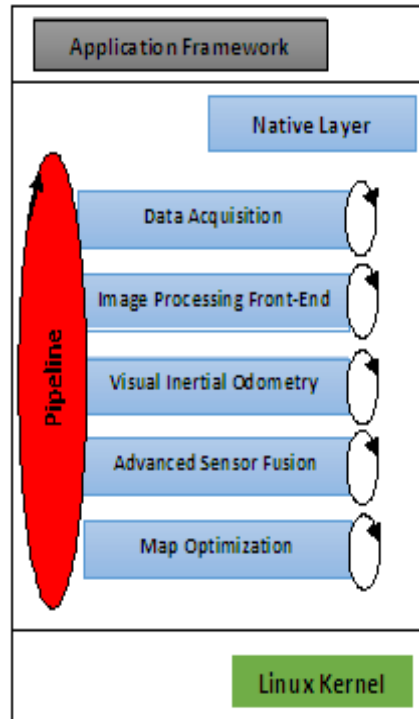 Application Framework
Native Layer
Pipeline
Data Acquisition
Image Processing Front-End
Visual Inertial Odometry
Advanced Sensor Fusion
Map Optimization
Linux Kernel